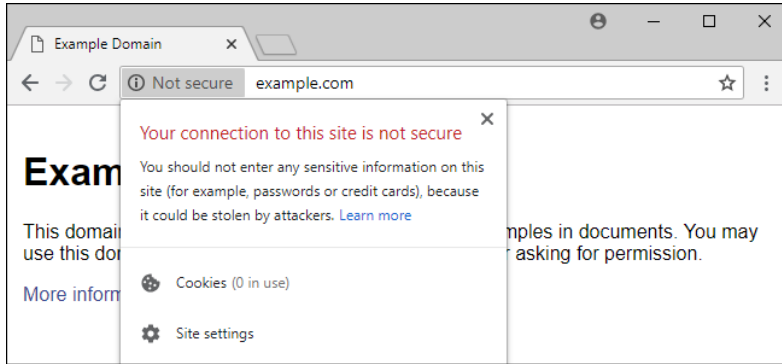 Example Domain
Not secure example.com
Your connection to this site is not secure
You should not enter any sensitive information on this
site (for example, passwords or credit cards), because
it could be stolen by attackers. Learn more
Exam
This domai mples in documents. You may
use this dor r asking for permission.
More inform
Cookies (0 in use)
Site settings